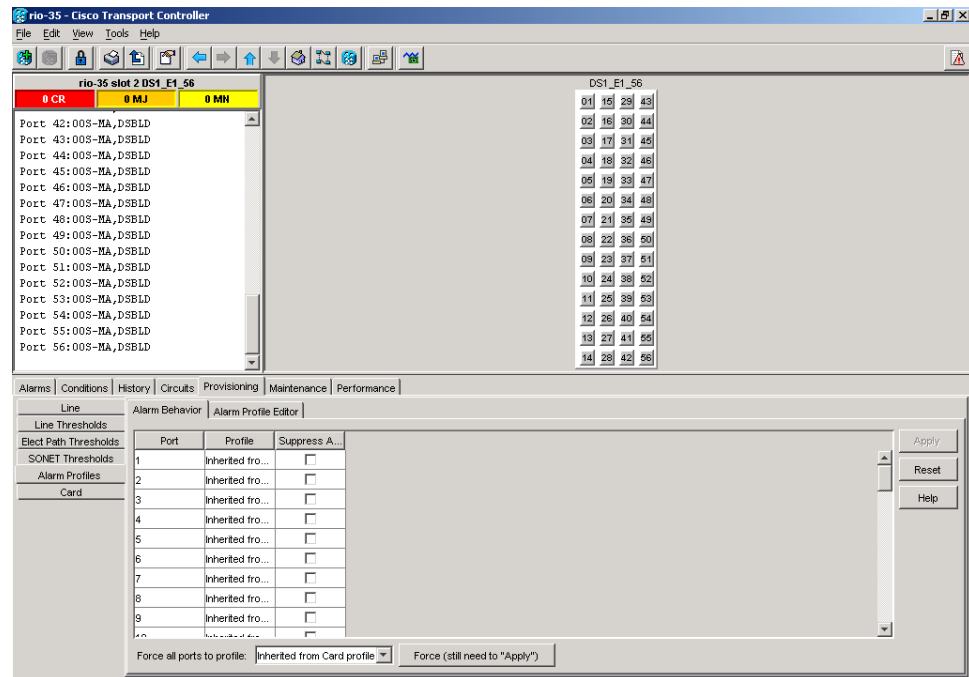 rio-35 - Cisco Transport Controller
File Edit View Tools Help
rio-35 slot 2 DS1_E1_56
0 CR 0 MJ 0 MN
Port 42:OOS-MA,DSBLD
Port 43:OOS-MA,DSBLD
Port 44:OOS-MA,DSBLD
Port 45:OOS-MA,DSBLD
Port 46:OOS-MA,DSBLD
Port 47:OOS-MA,DSBLD
Port 48:OOS-MA,DSBLD
Port 49:OOS-MA,DSBLD
Port 50:OOS-MA,DSBLD
Port 51:OOS-MA,DSBLD
Port 52:OOS-MA,DSBLD
Port 53:OOS-MA,DSBLD
Port 54:OOS-MA,DSBLD
Port 55:OOS-MA,DSBLD
Port 56:OOS-MA,DSBLD
DS1_E1_56
01 15 29 43
02 16 30 44
03 17 31 45
04 18 32 46
05 19 33 47
06 20 34 48
07 21 35 49
08 22 36 50
09 23 37 51
10 24 38 52
11 25 39 53
12 26 40 54
13 27 41 55
14 28 42 56
Alarms Conditions History Circuits Provisioning Maintenance Performance
Line
Line Thresholds
Elect Path Thresholds
SONET Thresholds
Alarm Profiles
Card
Alarm Behavior Alarm Profile Editor
Port Profile Suppress A...
1 Inherited fro...
2 Inherited fro...
3 Inherited fro...
4 Inherited fro...
5 Inherited fro...
6 Inherited fro...
7 Inherited fro...
8 Inherited fro...
9 Inherited fro...
Force all ports to profile: Inherited from Card profile Force (still need to "Apply")
Apply
Reset
Help